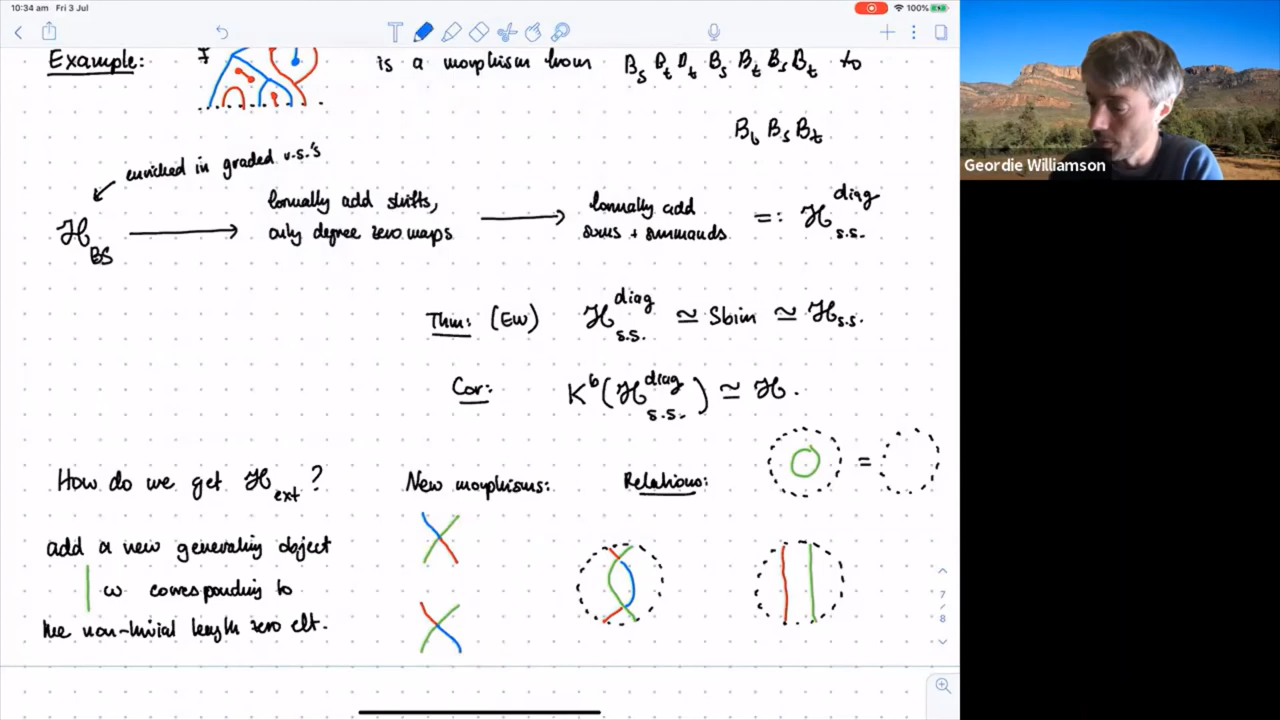 10:34 am Fri 3 Jul
100%
Example:
is a morphism from B_s B_t B_t B_s B_t B_s B_t to
B_t B_s B_t
enriched in graded v.s.'s
H_BS
formally add shifts,
only degree zero maps
formally add
sums + summands
=: H^diag_s.s.
Thm: (EW) H^diag_s.s. ≃ Sbim ≃ H_s.s.
Cor: K^b(H^diag_s.s.) ≃ H.
How do we get H_ext?
add a new generating object
| ω corresponding to
the non-trivial length zero elt.
New morphisms:
Relations:
=
7
/
8
Geordie Williamson